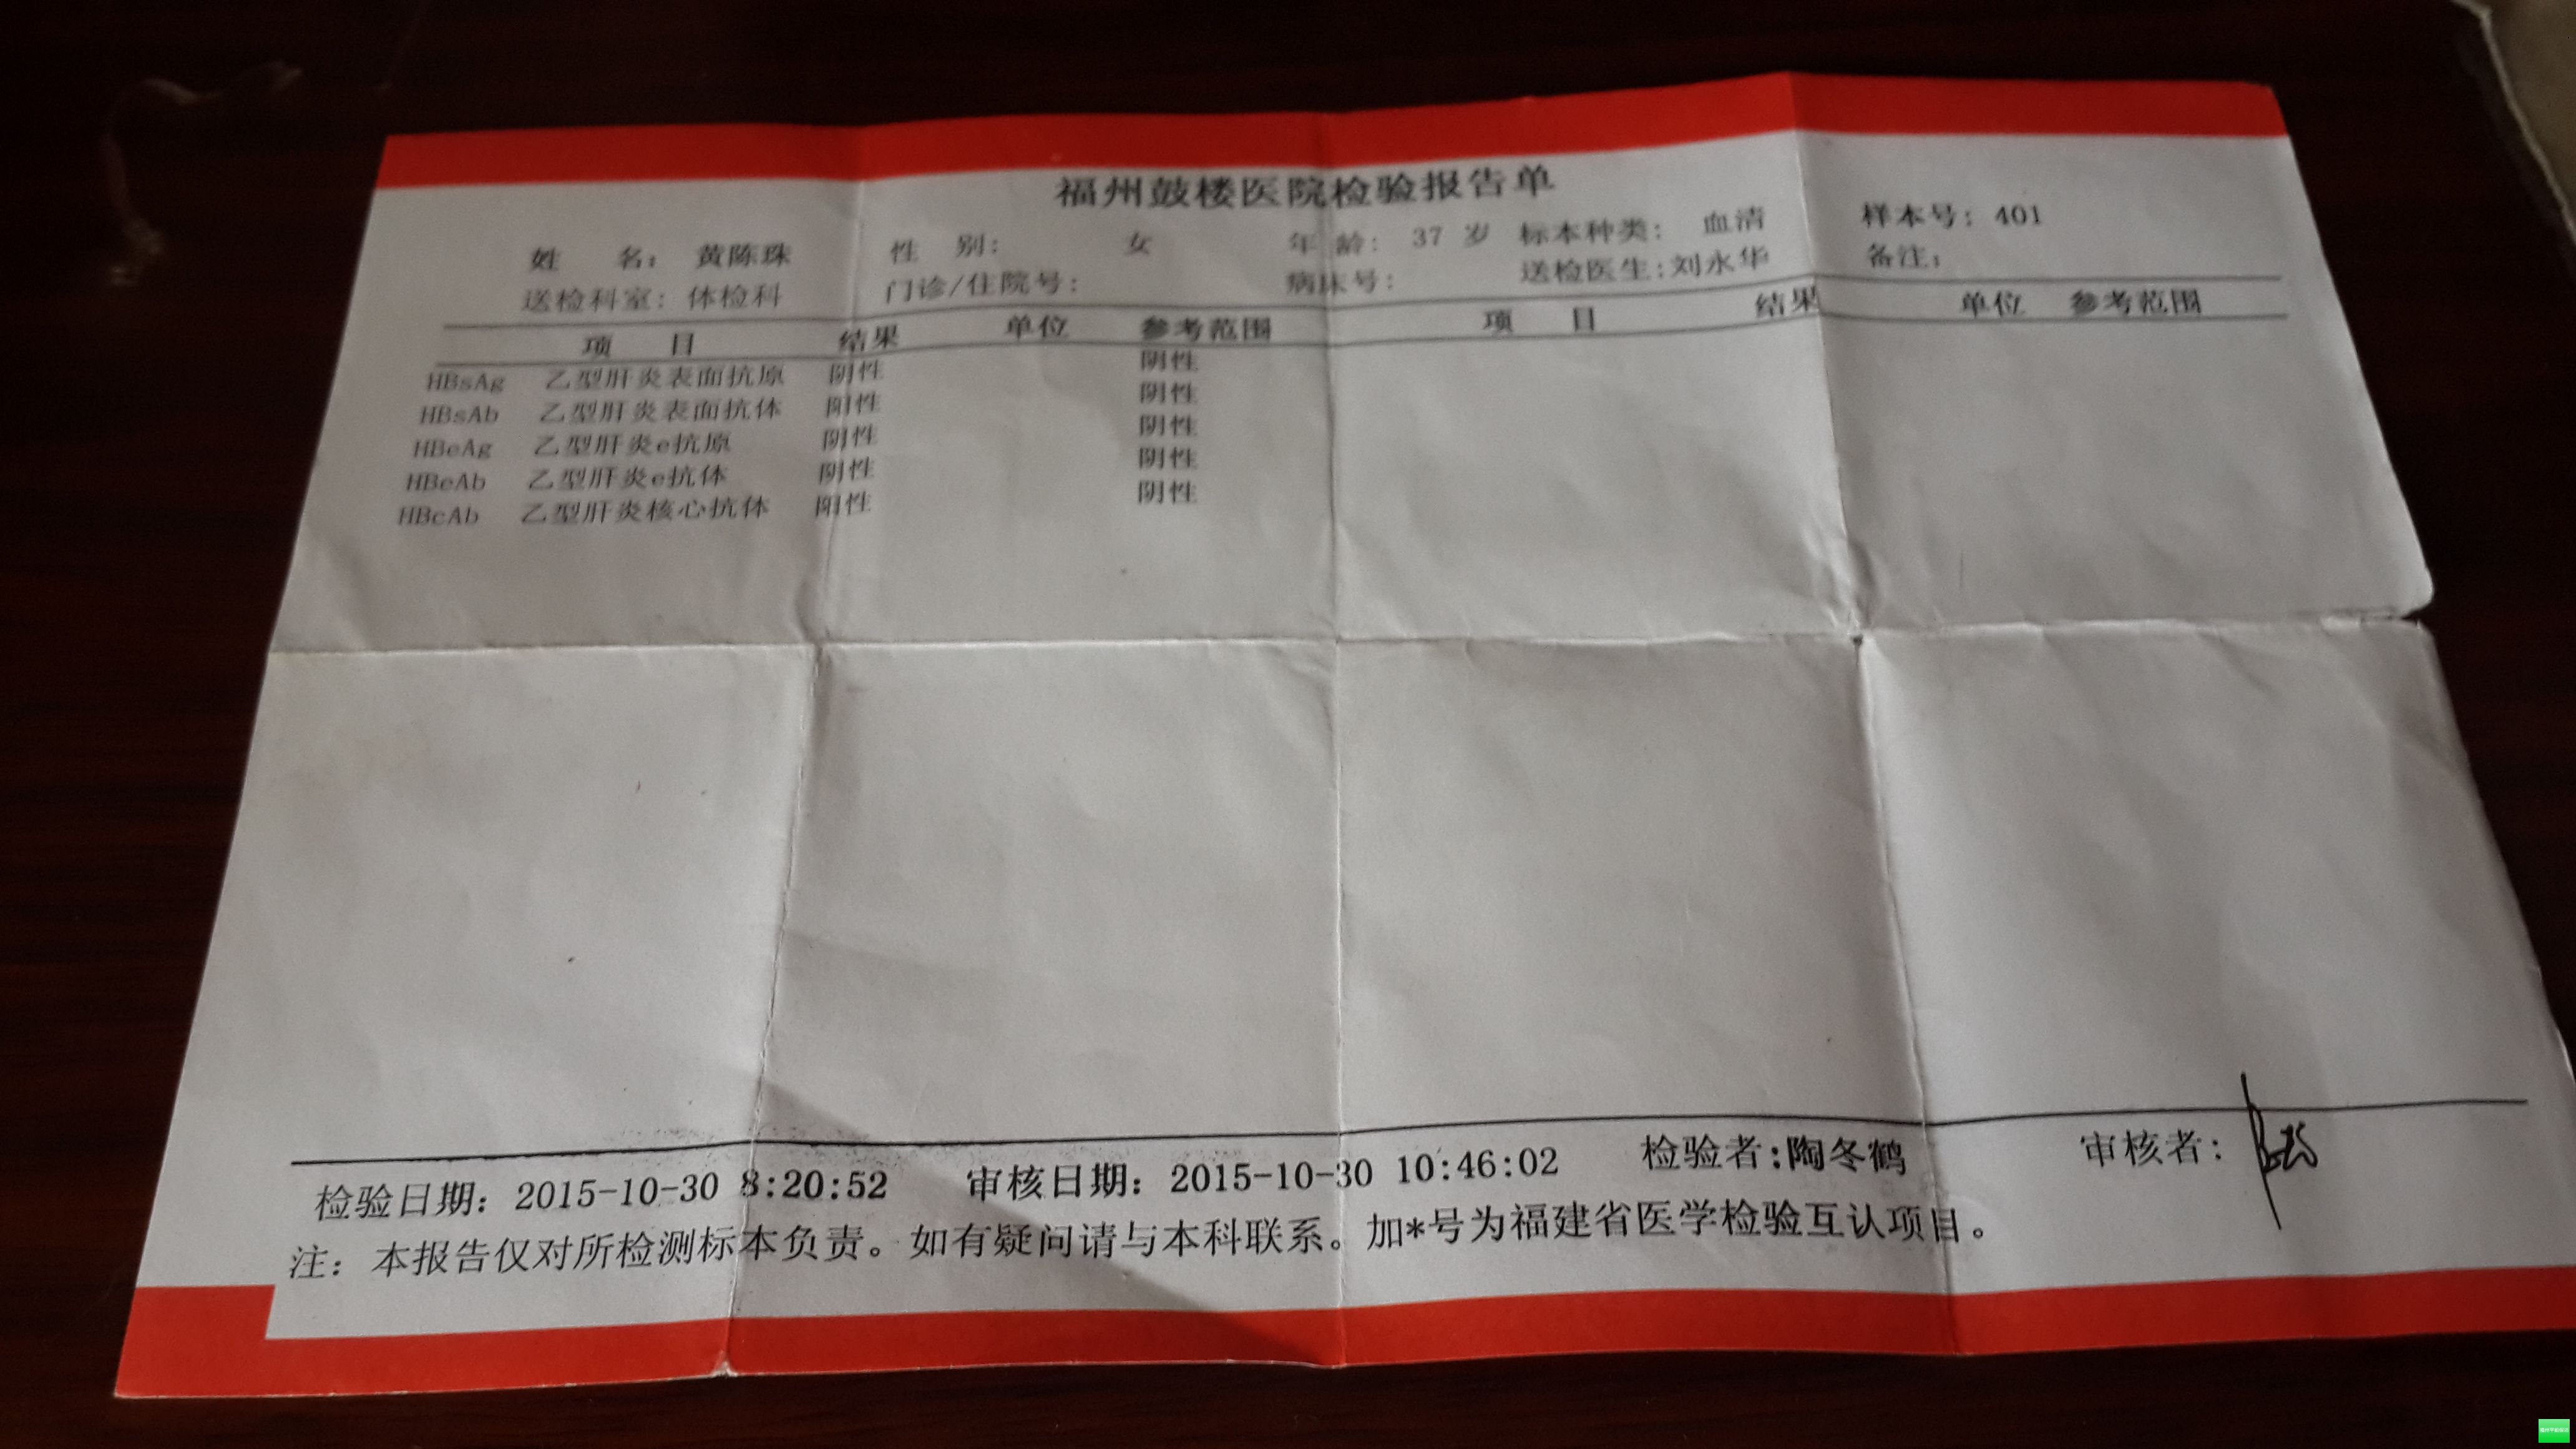 福州鼓楼医院检验报告单
姓 名: 黄陈珠 性 别: 女 年 龄: 37 岁 标本种类: 血清 样本号: 401
送检科室: 体检科 门诊/住院号: 病床号: 送检医生:刘永华 备注:
项 目 结果 单位 参考范围 项 目 结果 单位 参考范围
HBsAg 乙型肝炎表面抗原 阴性 阴性
HBsAb 乙型肝炎表面抗体 阳性 阴性
HBeAg 乙型肝炎e抗原 阴性 阴性
HBeAb 乙型肝炎e抗体 阴性 阴性
HBcAb 乙型肝炎核心抗体 阳性 阴性
检验日期: 2015-10-30 8:20:52 审核日期: 2015-10-30 10:46:02 检验者:陶冬鹤 审核者:
注: 本报告仅对所检测标本负责。如有疑问请与本科联系。加*号为福建省医学检验互认项目。